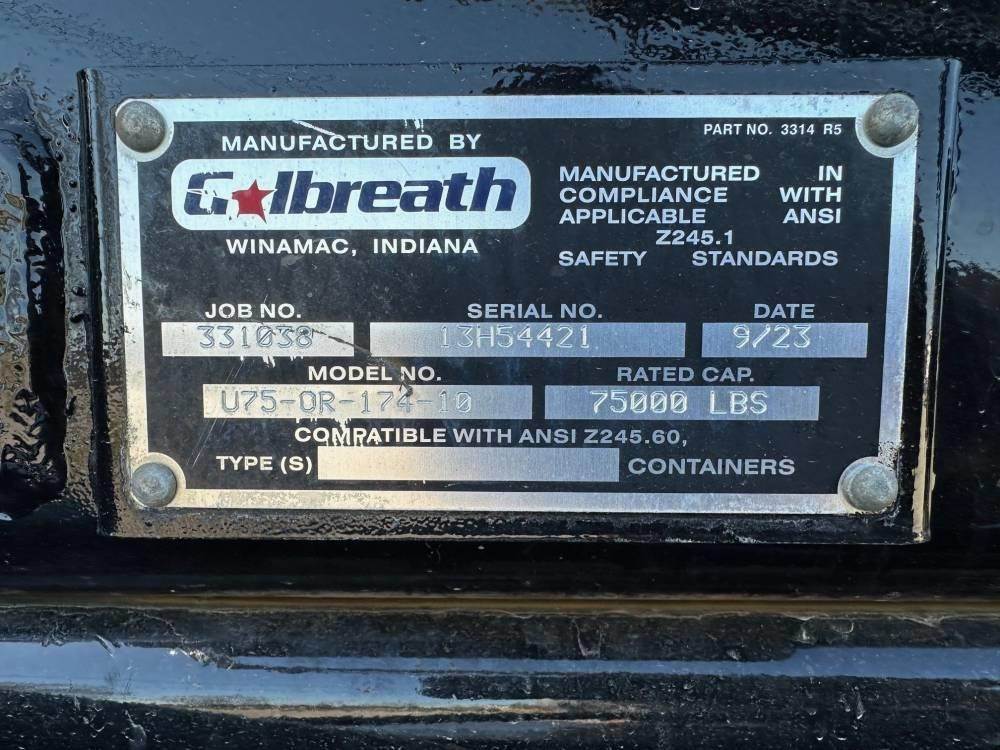 PART NO. 3314 R5
MANUFACTURED BY
Galbreath
WINAMAC, INDIANA
MANUFACTURED IN
COMPLIANCE WITH
APPLICABLE ANSI
Z245.1
SAFETY STANDARDS
JOB NO. SERIAL NO. DATE
331038 13H54421 9/23
MODEL NO. RATED CAP.
U75-OR-174-10 75000 LBS
COMPATIBLE WITH ANSI Z245.60,
TYPE (S) CONTAINERS